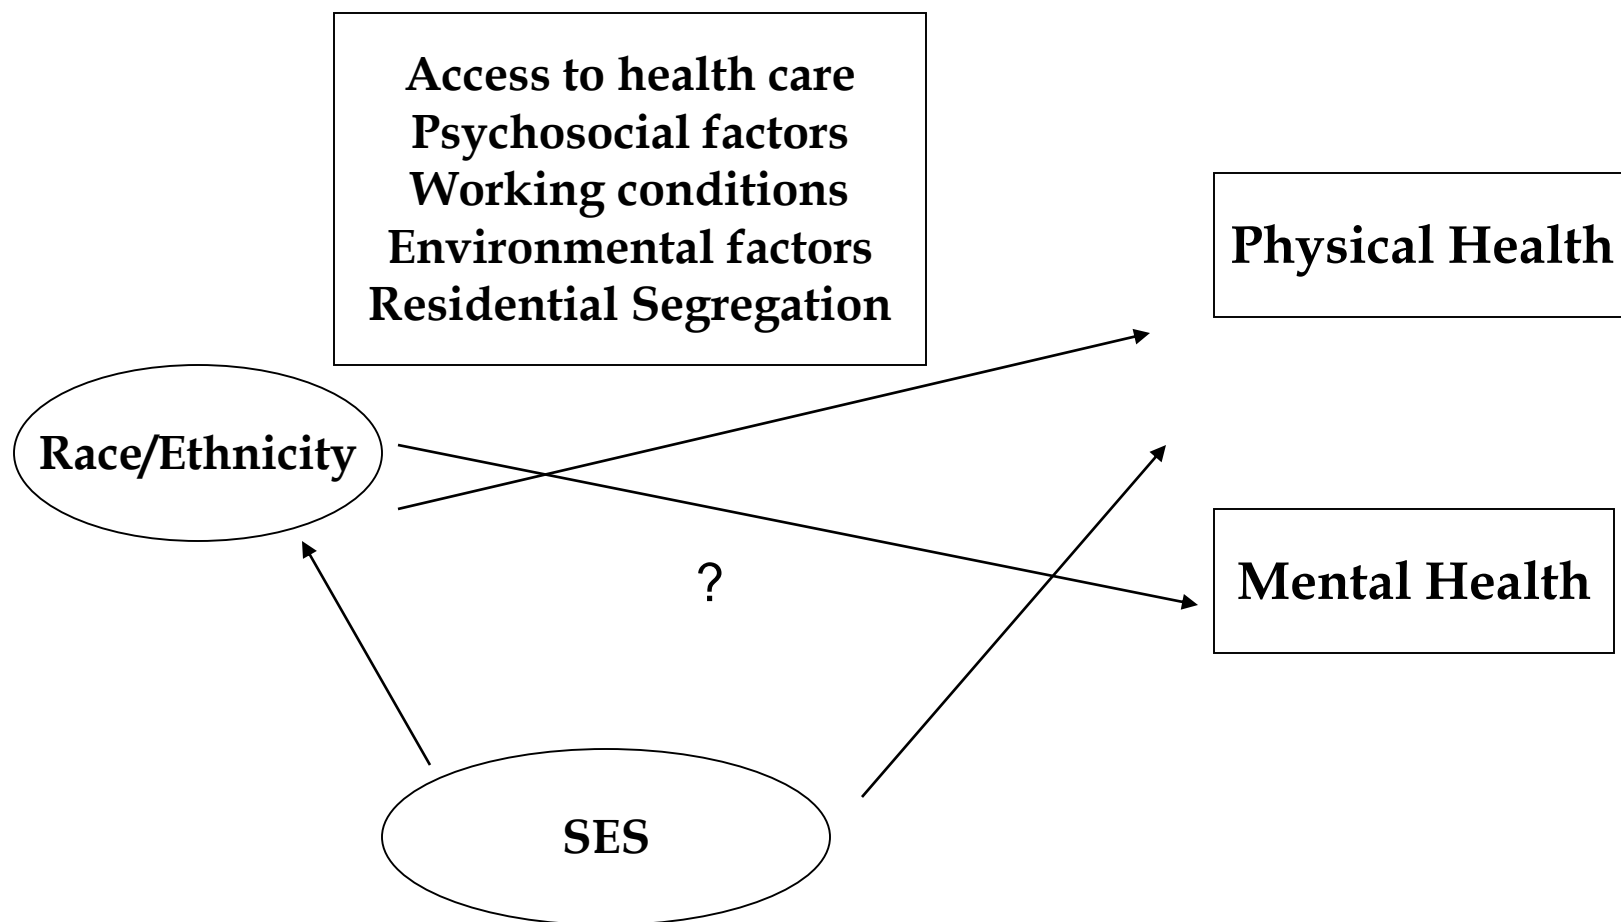 Access to health care
Psychosocial factors
Working conditions
Environmental factors
Residential Segregation
Physical Health
Race/Ethnicity
?
Mental Health
SES